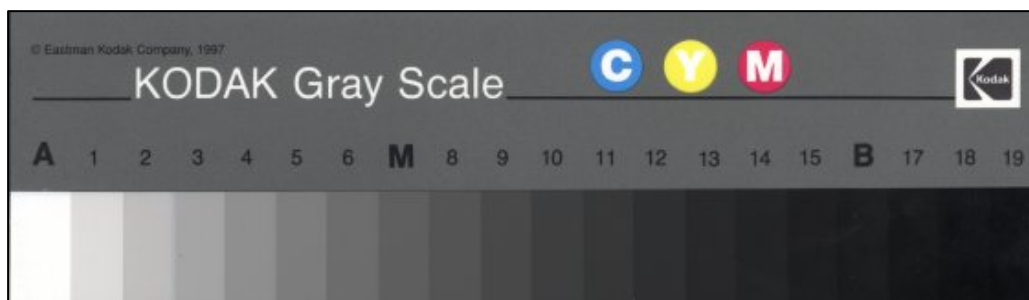 © Eastman Kodak Company, 1997
KODAK Gray Scale C Y M Kodak
A 1 2 3 4 5 6 M 8 9 10 11 12 13 14 15 B 17 18 19